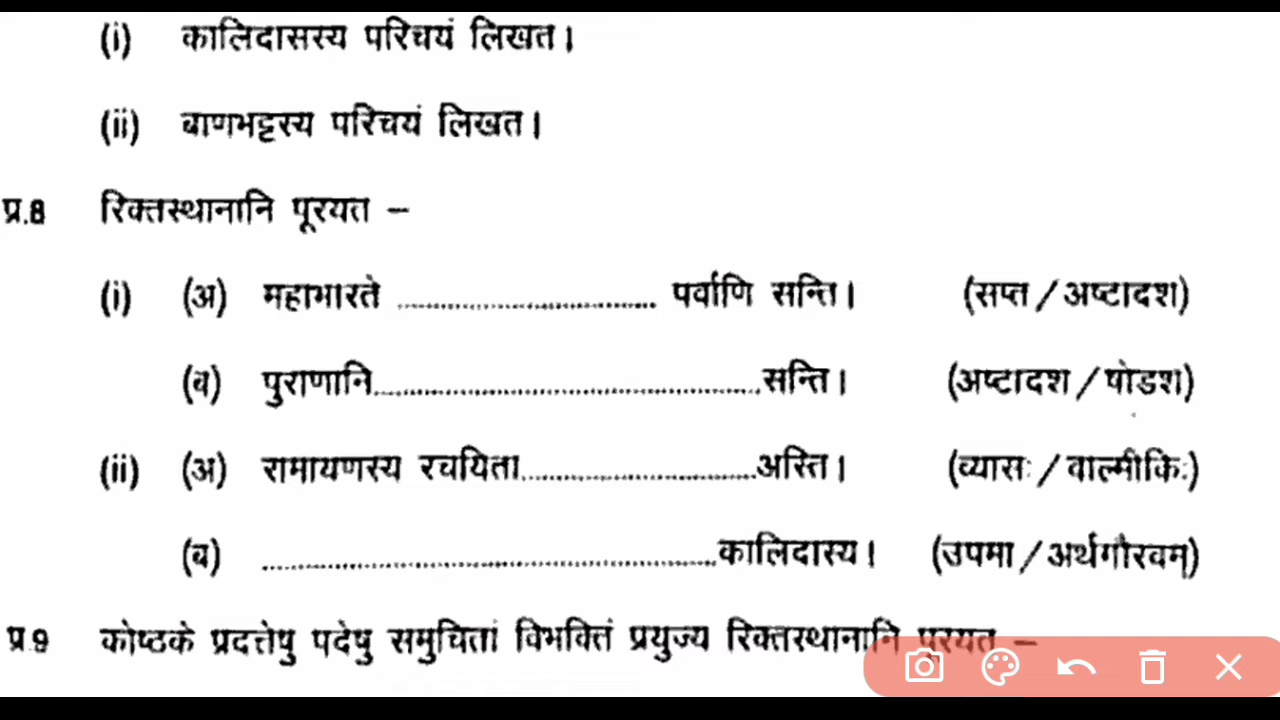 (i) कालिदासस्य परिचयं लिखत।
(ii) बाणभट्टस्य परिचयं लिखत।
प्र.8 रिक्तस्थानानि पूरयत –
(i) (अ) महाभारते .............................. पर्वाणि सन्ति। (सप्त / अष्टादश)
(ब) पुराणानि..............................सन्ति। (अष्टादश / षोडश)
(ii) (अ) रामायणस्य रचयिता..............................अस्ति। (व्यासः / वाल्मीकिः)
(ब) ..............................कालिदास्य। (उपमा / अर्थगौरवम्)
प्र.9 कोष्ठके प्रदत्तेषु पदेषु समुचितां विभक्तिं प्रयुज्य रिक्तस्थानानि पूरयत –